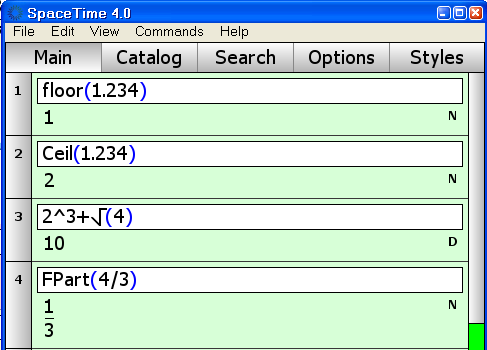 SpaceTime 4.0
File Edit View Commands Help
Main Catalog Search Options Styles
1 floor(1.234)
1 N
2 Ceil(1.234)
2 N
3 2^3+√(4)
10 D
4 FPart(4/3)
1 N
3